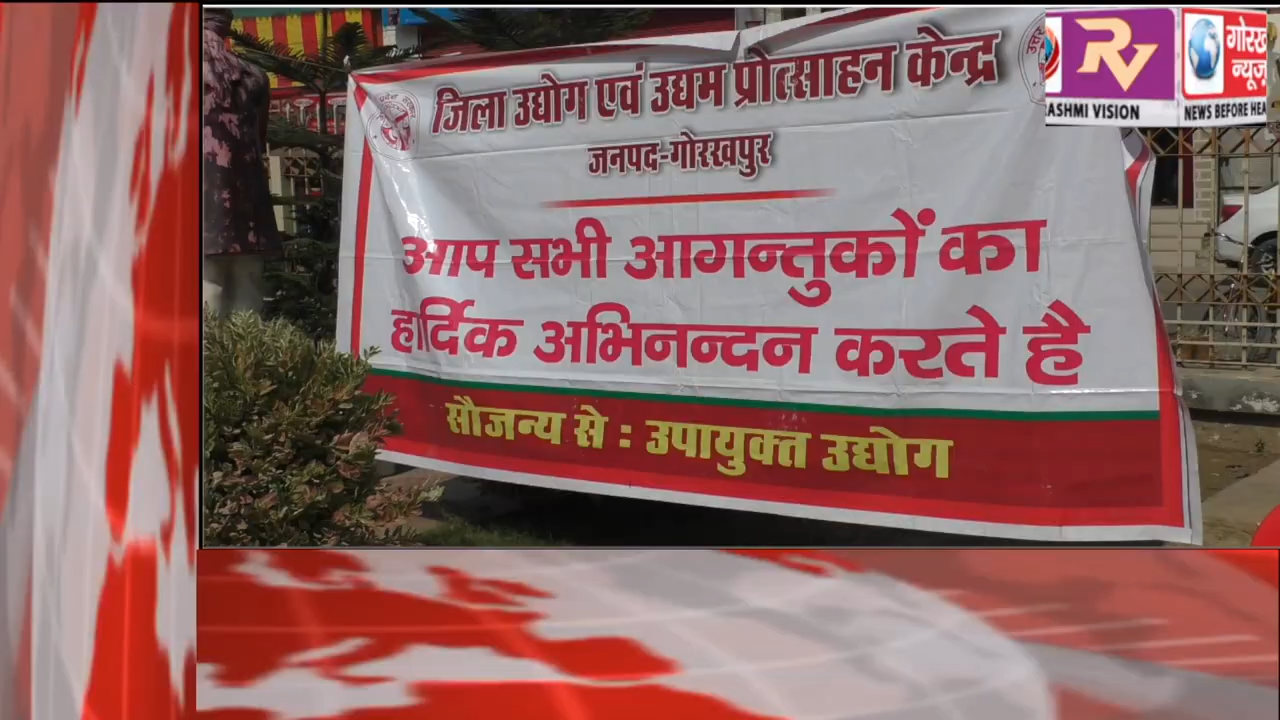 जिला उद्योग एवं उद्यम प्रोत्साहन केन्द्र
जनपद-गोरखपुर
आप सभी आगन्तुकों का
हार्दिक अभिनन्दन करते है
सौजन्य से : उपायुक्त उद्योग
RV
ASHMI VISION
गोरख
न्यूज़
NEWS BEFORE HEA